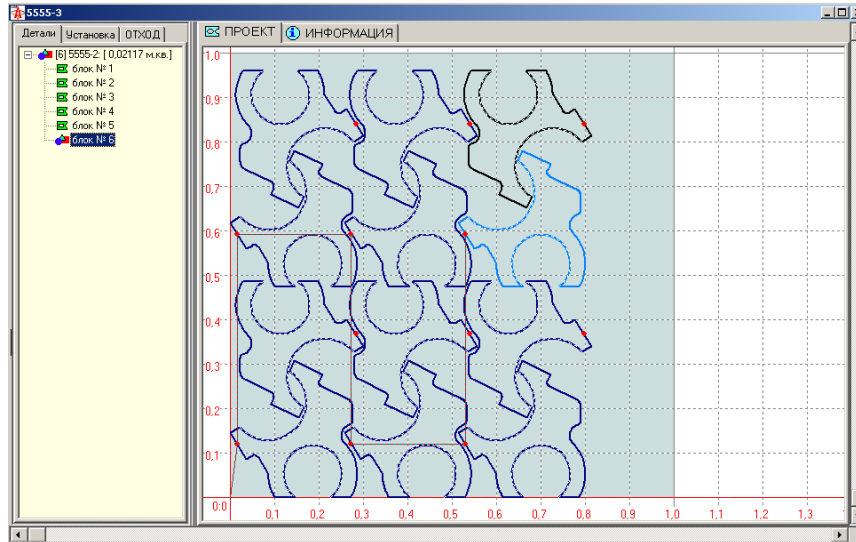 5555-3
Детали Установка ОТХОД
[6] 5555-2: [ 0,02117 м.кв.]
блок № 1
блок № 2
блок № 3
блок № 4
блок № 5
блок № 6
ПРОЕКТ ИНФОРМАЦИЯ
1,0
0,9
0,8
0,7
0,6
0,5
0,4
0,3
0,2
0,1
0:0
0,1 0,2 0,3 0,4 0,5 0,6 0,7 0,8 0,9 1,0 1,1 1,2 1,3